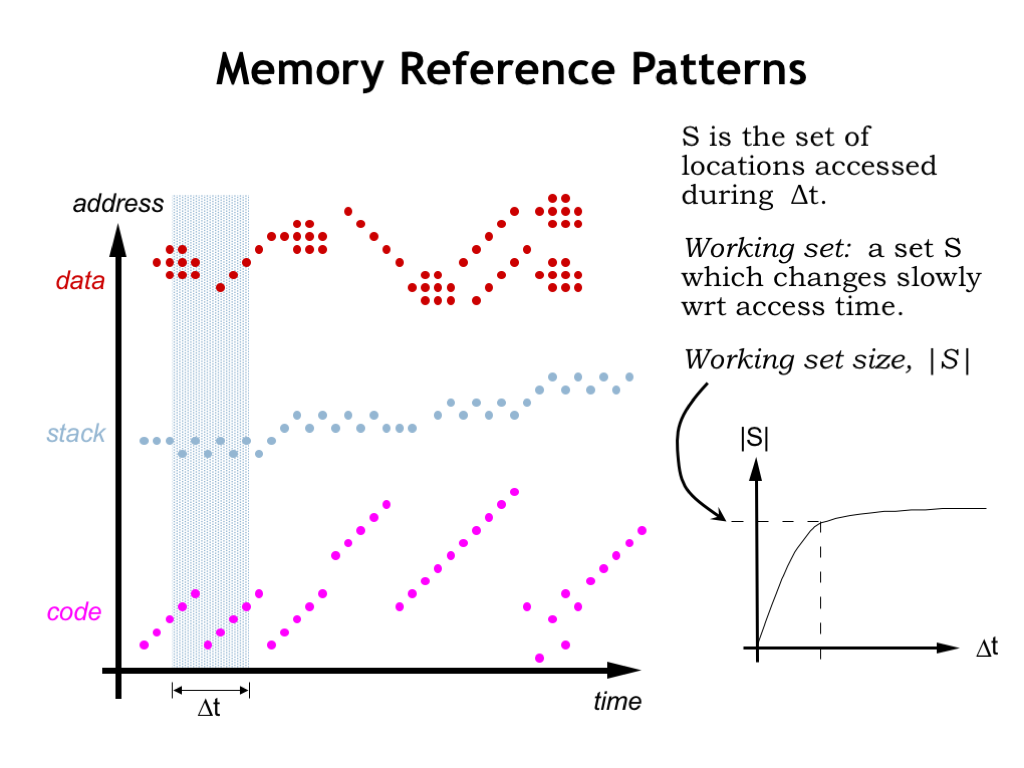 Memory Reference Patterns
S is the set of
locations accessed
during Δt.
Working set: a set S
which changes slowly
wrt access time.
Working set size, |S|
address
data
stack
code
Δt
time
|S|
Δt